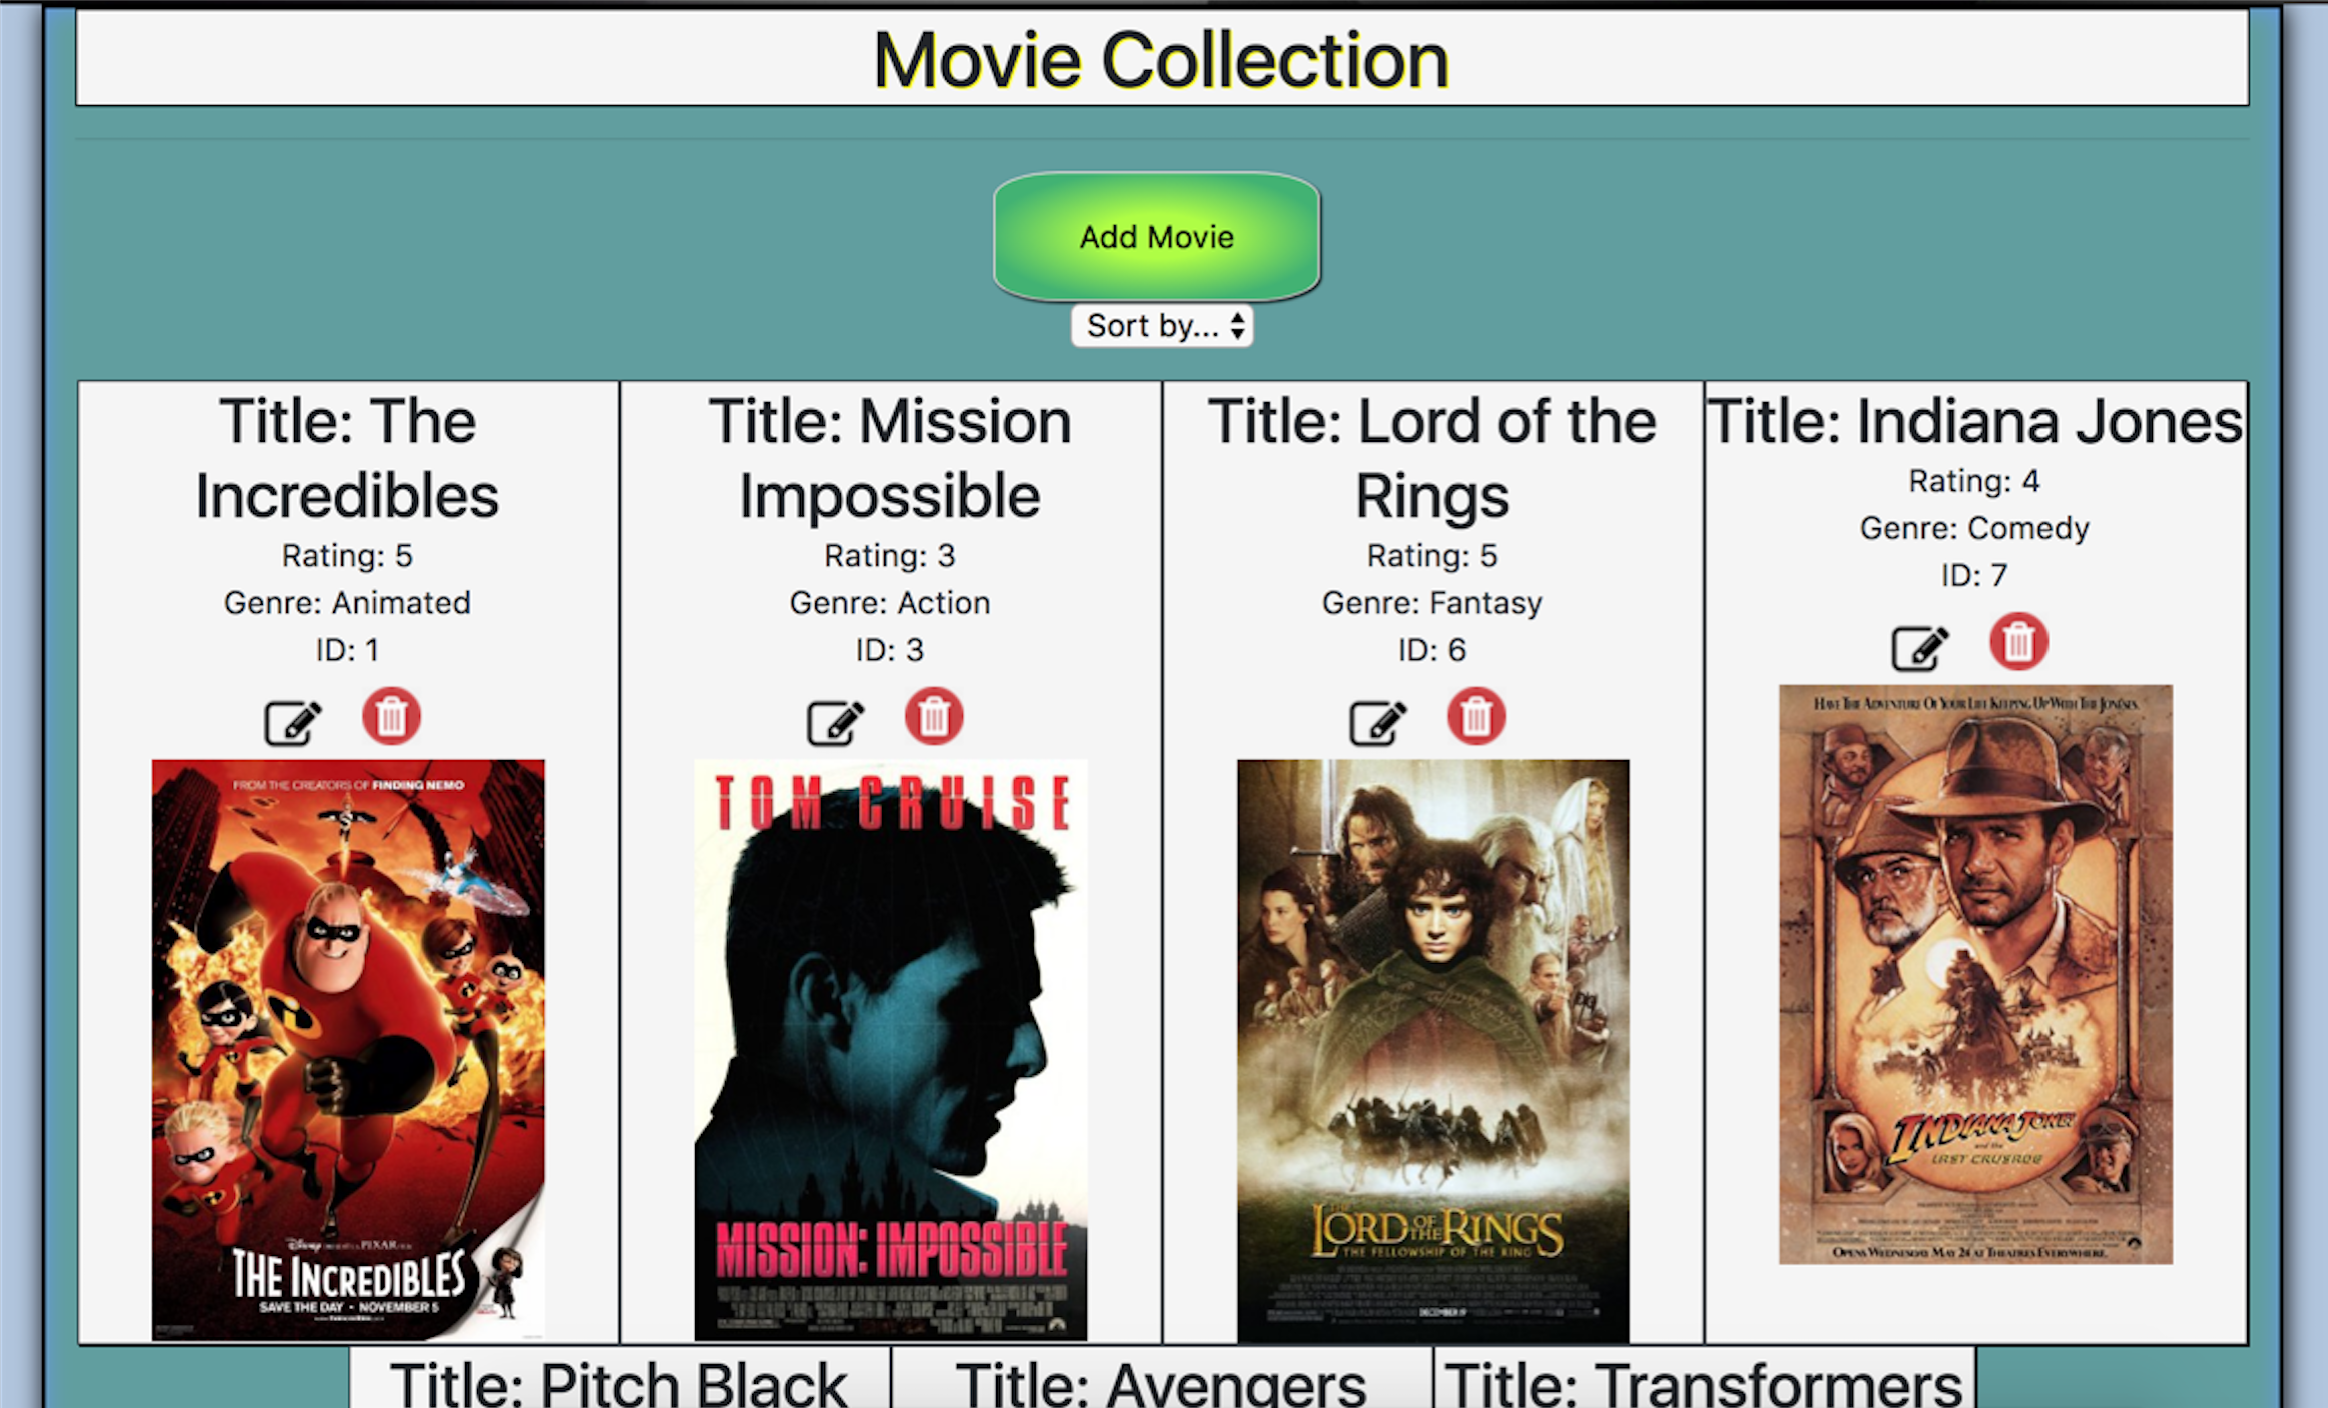 Movie Collection
Add Movie
Sort by...
Title: The
Incredibles
Rating: 5
Genre: Animated
ID: 1
FROM THE CREATORS OF FINDING NEMO
THE INCREDIBLES
SAVE THE DAY - NOVEMBER 5
Title: Mission
Impossible
Rating: 3
Genre: Action
ID: 3
TOM CRUISE
MISSION: IMPOSSIBLE
Title: Lord of the
Rings
Rating: 5
Genre: Fantasy
ID: 6
THE
LORD OF THE RINGS
THE FELLOWSHIP OF THE RING
DECEMBER 19
Title: Indiana Jones
Rating: 4
Genre: Comedy
ID: 7
HAVE THE ADVENTURE OF YOUR LIFE KEEPING UP WITH THE JONESES.
INDIANA JONES
and the
LAST CRUSADE
OPENS WEDNESDAY MAY 24 AT THEATRES EVERYWHERE.
Title: Pitch Black
Title: Avengers
Title: Transformers